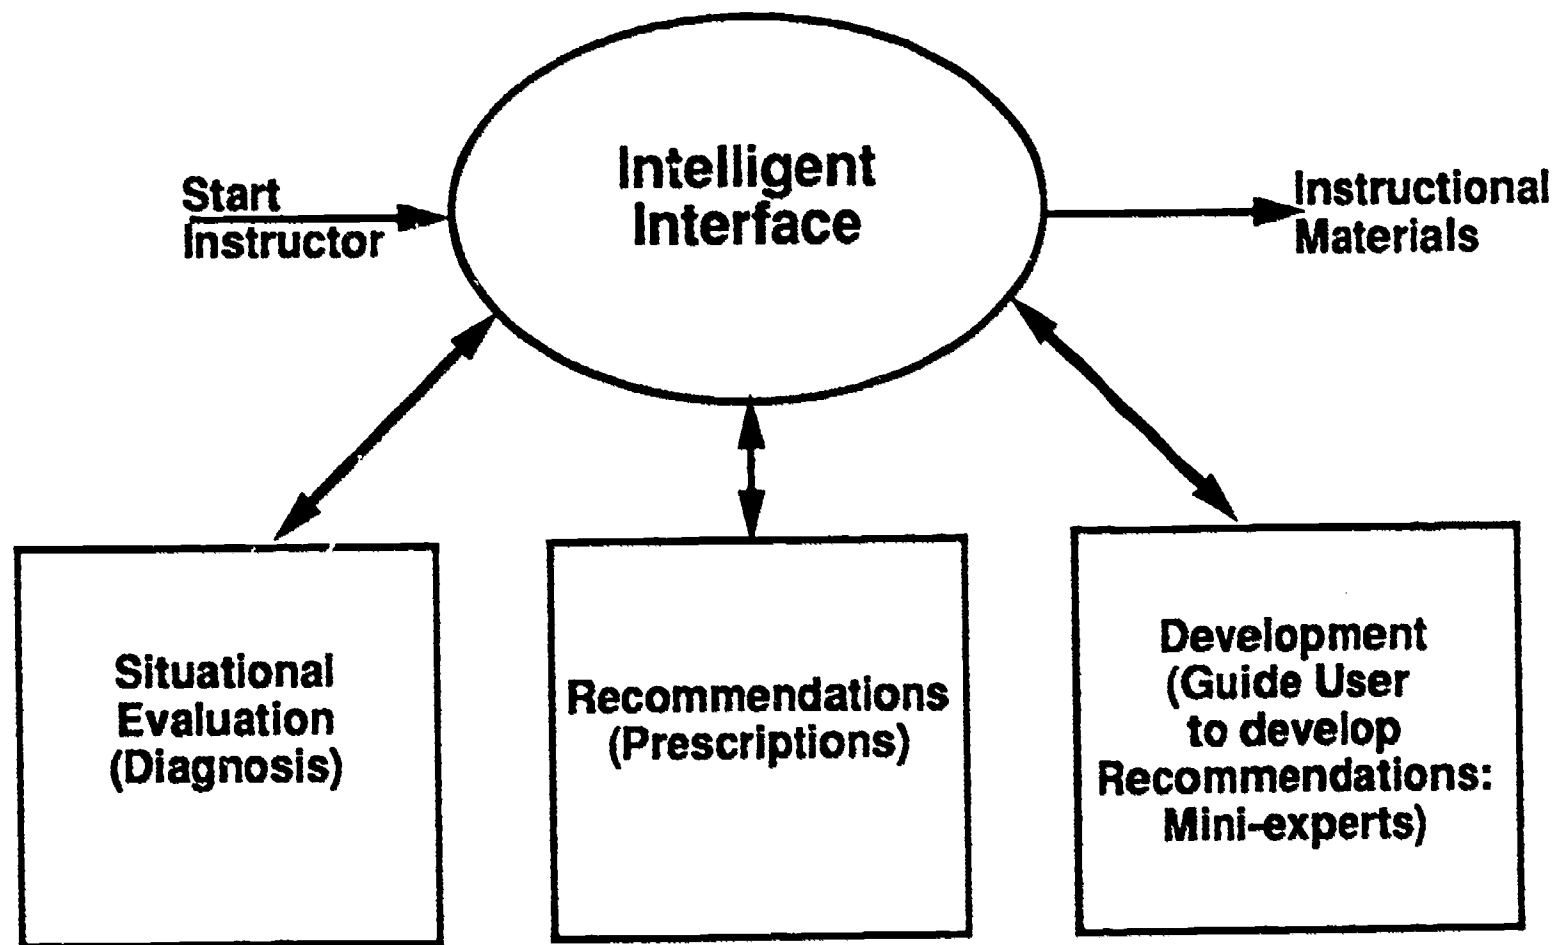 Intelligent
Interface
Start
Instructor
Instructional
Materials
Situational
Evaluation
(Diagnosis)
Recommendations
(Prescriptions)
Development
(Guide User
to develop
Recommendations:
Mini-experts)